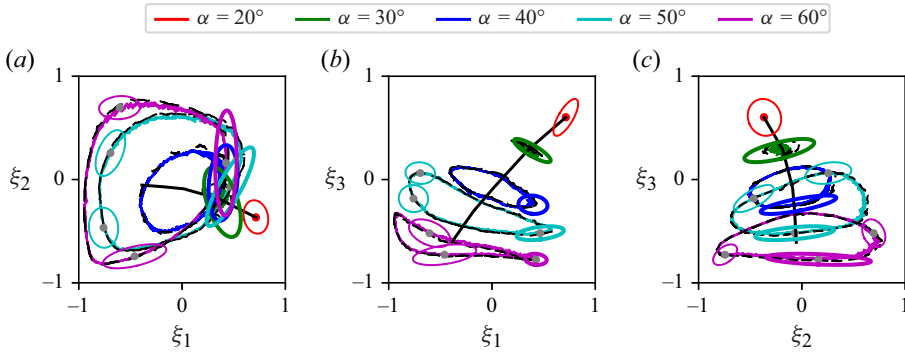 α = 20° α = 30° α = 40° α = 50° α = 60°
(a) (b) (c)
1 1 1
ξ2 0 ξ3 0 ξ3 0
−1 −1 −1
−1 0 1 −1 0 1 −1 0 1
ξ1 ξ1 ξ2